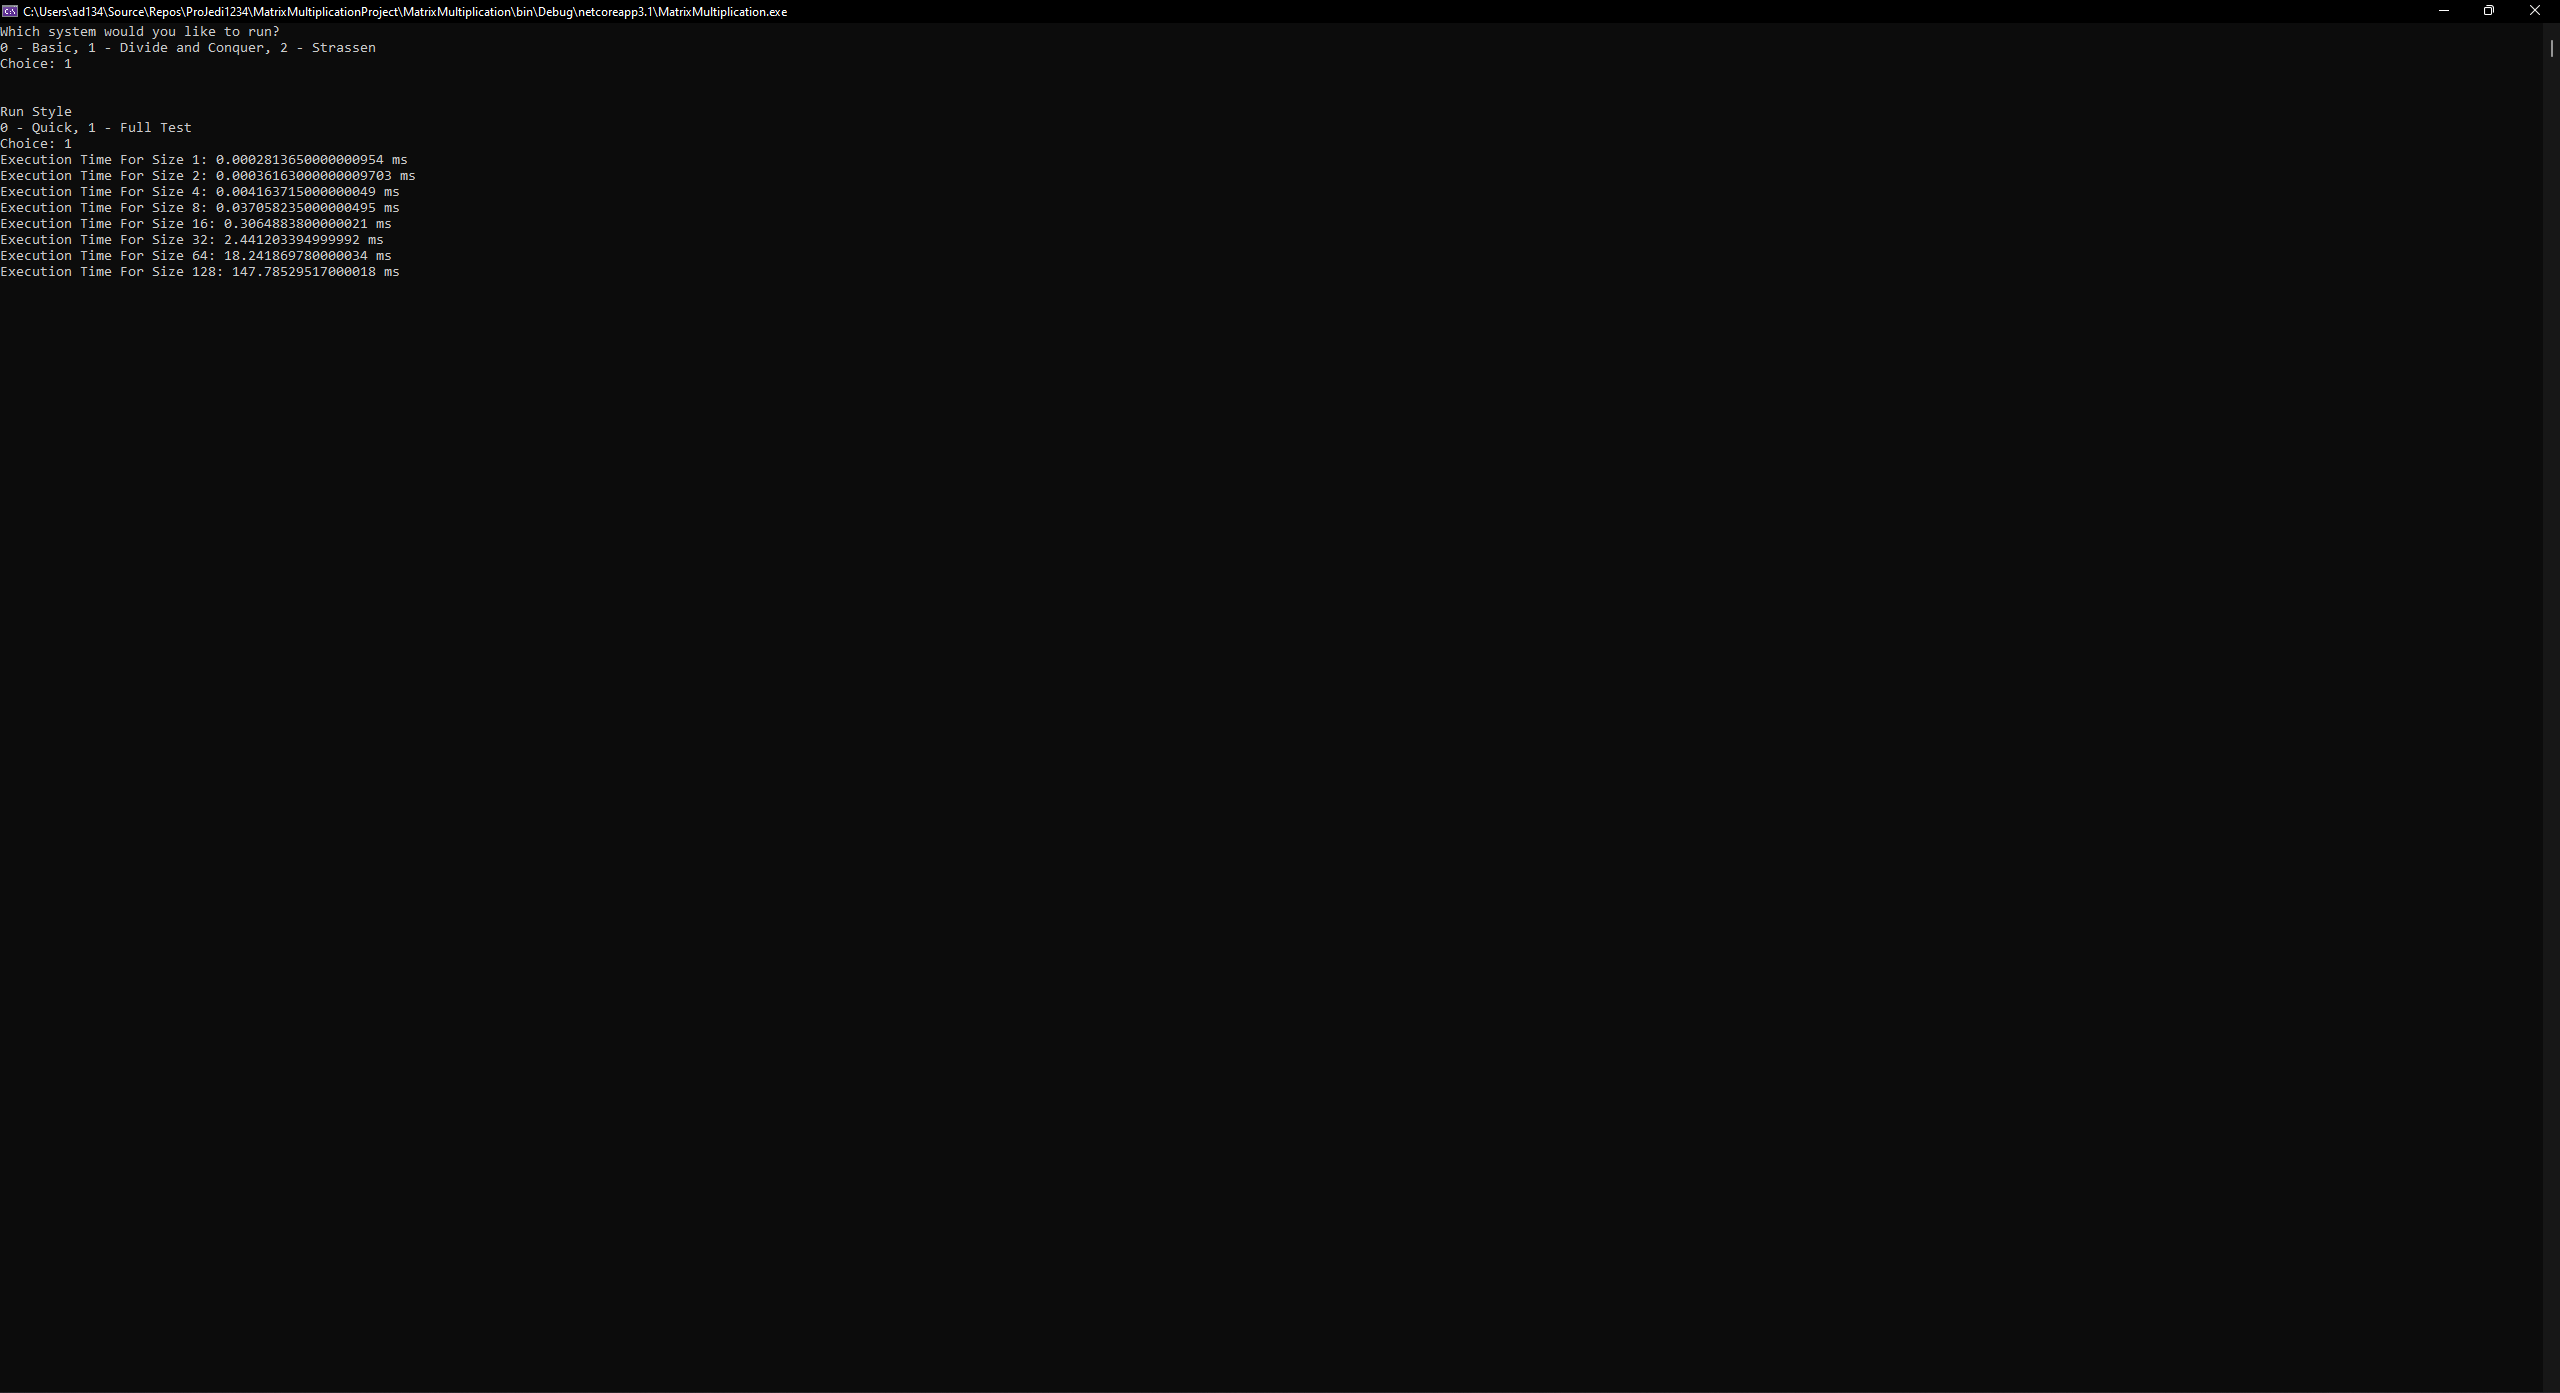 C:\Users\ad134\Source\Repos\ProJedi1234\MatrixMultiplicationProject\MatrixMultiplication\bin\Debug\netcoreapp3.1\MatrixMultiplication.exe
Which system would you like to run?
0 - Basic, 1 - Divide and Conquer, 2 - Strassen
Choice: 1
Run Style
0 - Quick, 1 - Full Test
Choice: 1
Execution Time For Size 1: 0.0002813650000000954 ms
Execution Time For Size 2: 0.00036163000000009703 ms
Execution Time For Size 4: 0.004163715000000049 ms
Execution Time For Size 8: 0.037058235000000495 ms
Execution Time For Size 16: 0.3064883800000021 ms
Execution Time For Size 32: 2.441203394999992 ms
Execution Time For Size 64: 18.241869780000034 ms
Execution Time For Size 128: 147.78529517000018 ms